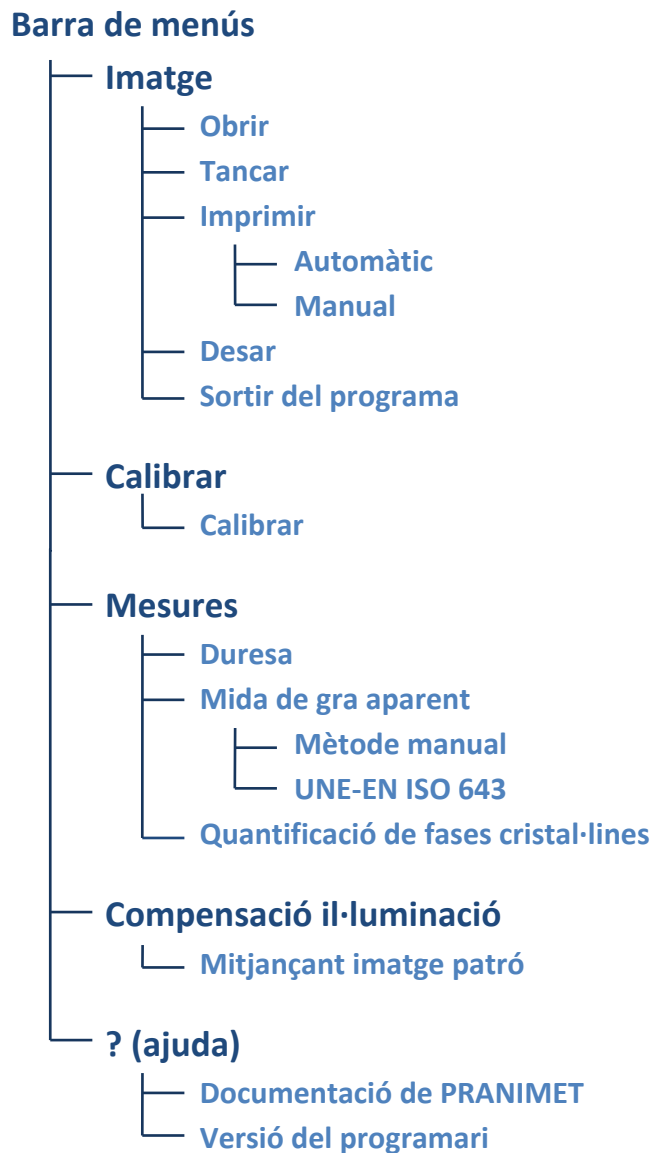 Barra de menús
Imatge
Obrir
Tancar
Imprimir
Automàtic
Manual
Desar
Sortir del programa
Calibrar
Calibrar
Mesures
Duresa
Mida de gra aparent
Mètode manual
UNE-EN ISO 643
Quantificació de fases cristal·lines
Compensació il·luminació
Mitjançant imatge patró
? (ajuda)
Documentació de PRANIMET
Versió del programari